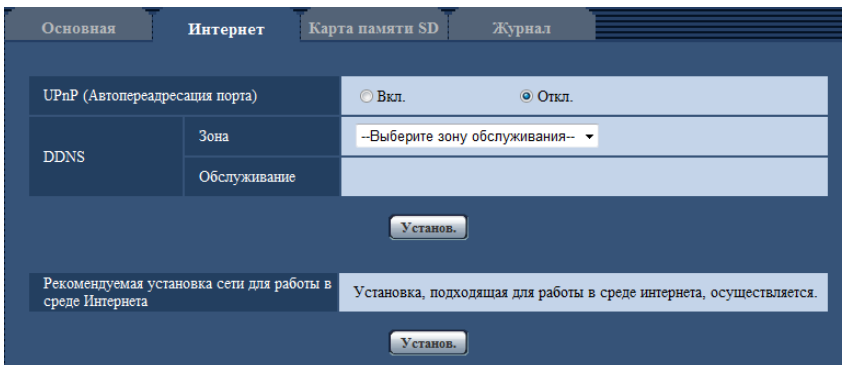 Основная Интернет Карта памяти SD Журнал
UPnP (Автопереадресация порта) Вкл. Откл.
DDNS Зона --Выберите зону обслуживания--
Обслуживание
Установ.
Рекомендуемая установка сети для работы в
среде Интернета
Установка, подходящая для работы в среде интернета, осуществляется.
Установ.